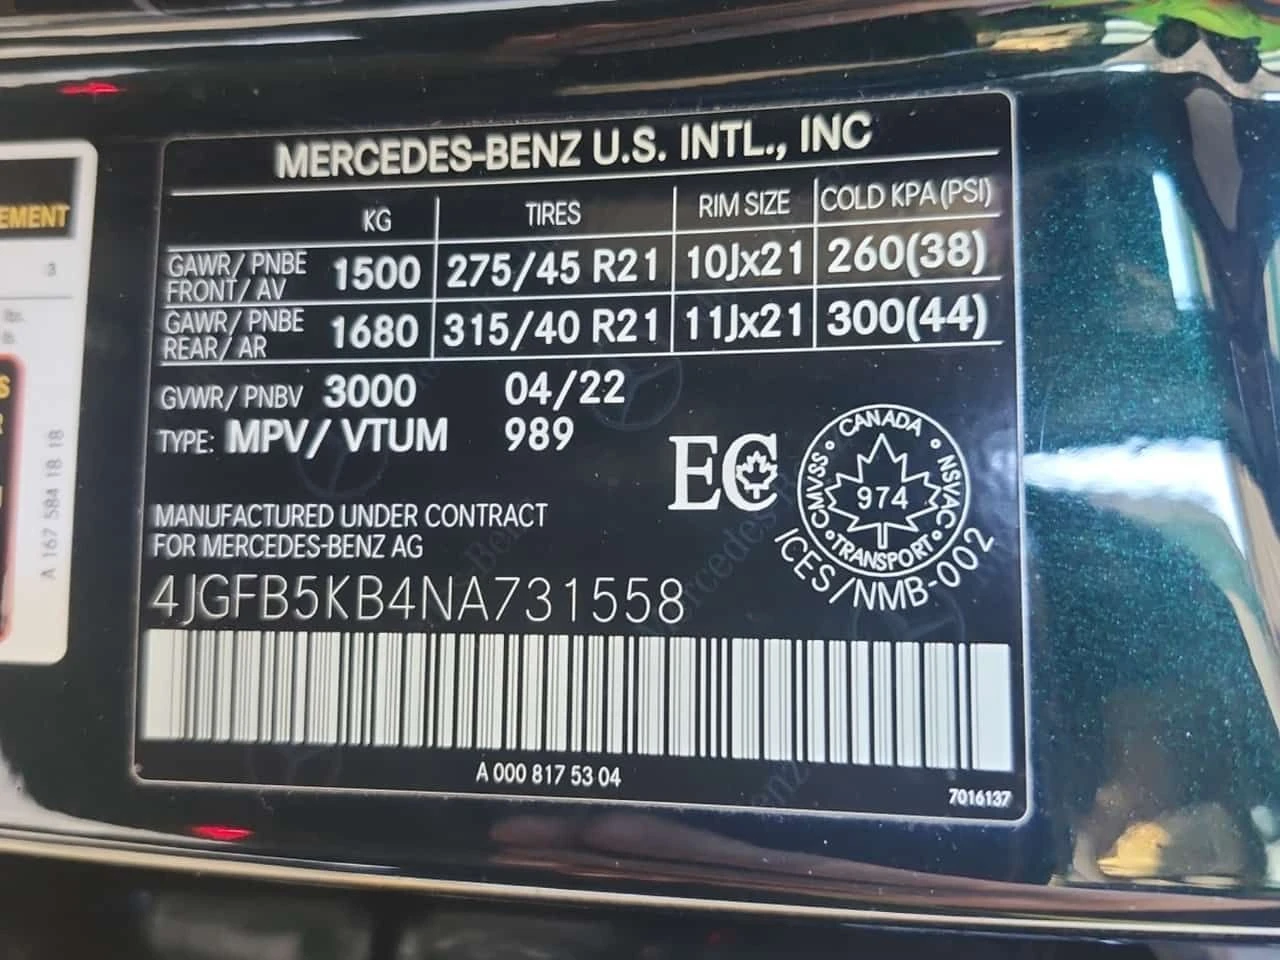 MERCEDES-BENZ U.S. INTL., INC
KG TIRES RIM SIZE COLD KPA (PSI)
GAWR/ PNBE FRONT/ AV 1500 275/45 R21 10Jx21 260(38)
GAWR/ PNBE REAR/ AR 1680 315/40 R21 11Jx21 300(44)
GVWR/ PNBV 3000 04/22
TYPE: MPV/ VTUM 989
EC
CANADA
CMVSS 974 NSVAC
TRANSPORT
ICES/NMB-002
MANUFACTURED UNDER CONTRACT
FOR MERCEDES-BENZ AG
4JGFB5KB4NA731558
A 000 817 53 04
7016137
EMENT
3
lb.
A 167 584 18 18